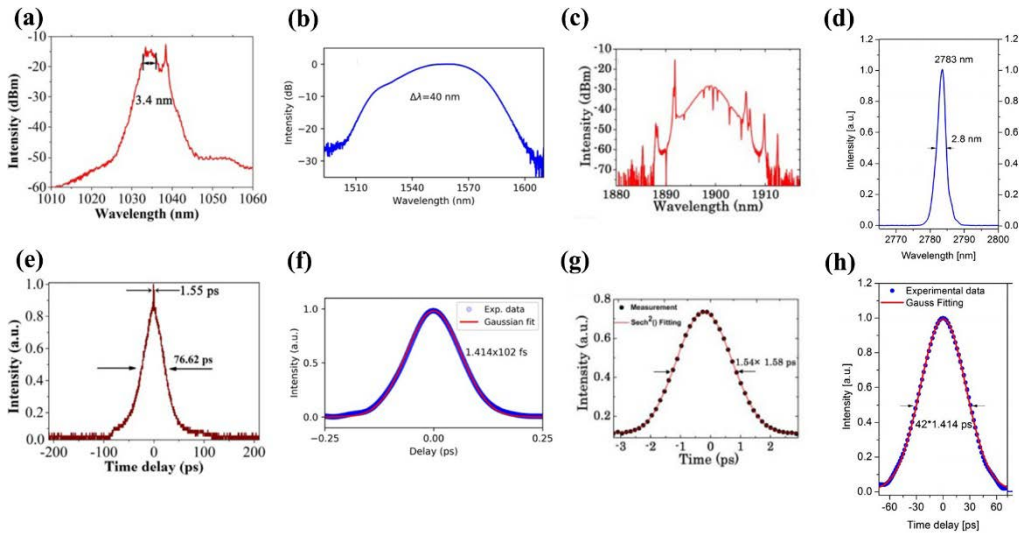 (a)
-10
-20
-30
-40
-50
-60
3.4 nm
Intensity (dBm)
1010 1020 1030 1040 1050 1060
Wavelength (nm)
(b)
0
-10
-20
-30
Δλ=40 nm
Intensity (dB)
1510 1540 1570 1600
Wavelength (nm)
(c)
-10
-20
-30
-40
-50
-60
-70
Intensity (dBm)
1880 1890 1900 1910
Wavelength (nm)
(d)
1.2 1.2
1.0 1.0
0.8 0.8
0.6 0.6
0.4 0.4
0.2 0.2
0.0 0.0
2783 nm
2.8 nm
Intensity [a.u.]
2770 2780 2790 2800
Wavelength [nm]
(e)
1.0
0.8
0.6
0.4
0.2
0.0
1.55 ps
76.62 ps
Intensity (a.u.)
-200 -100 0 100 200
Time delay (ps)
(f)
1.0
0.5
0.0
Exp. data
Gaussian fit
1.414x102 fs
Intensity (a.u.)
-0.25 0.00 0.25
Delay (ps)
(g)
0.8
0.6
0.4
0.2
Measurement
Sech²() Fitting
1.54× 1.58 ps
Intensity (a.u.)
-3 -2 -1 0 1 2 3
Time (ps)
(h)
Experimental data
Gauss Fitting
1.2
1.0
0.8
0.6
0.4
0.2
0.0
42*1.414 ps
Intensity [a.u.]
-60 -30 0 30 60
Time delay [ps]